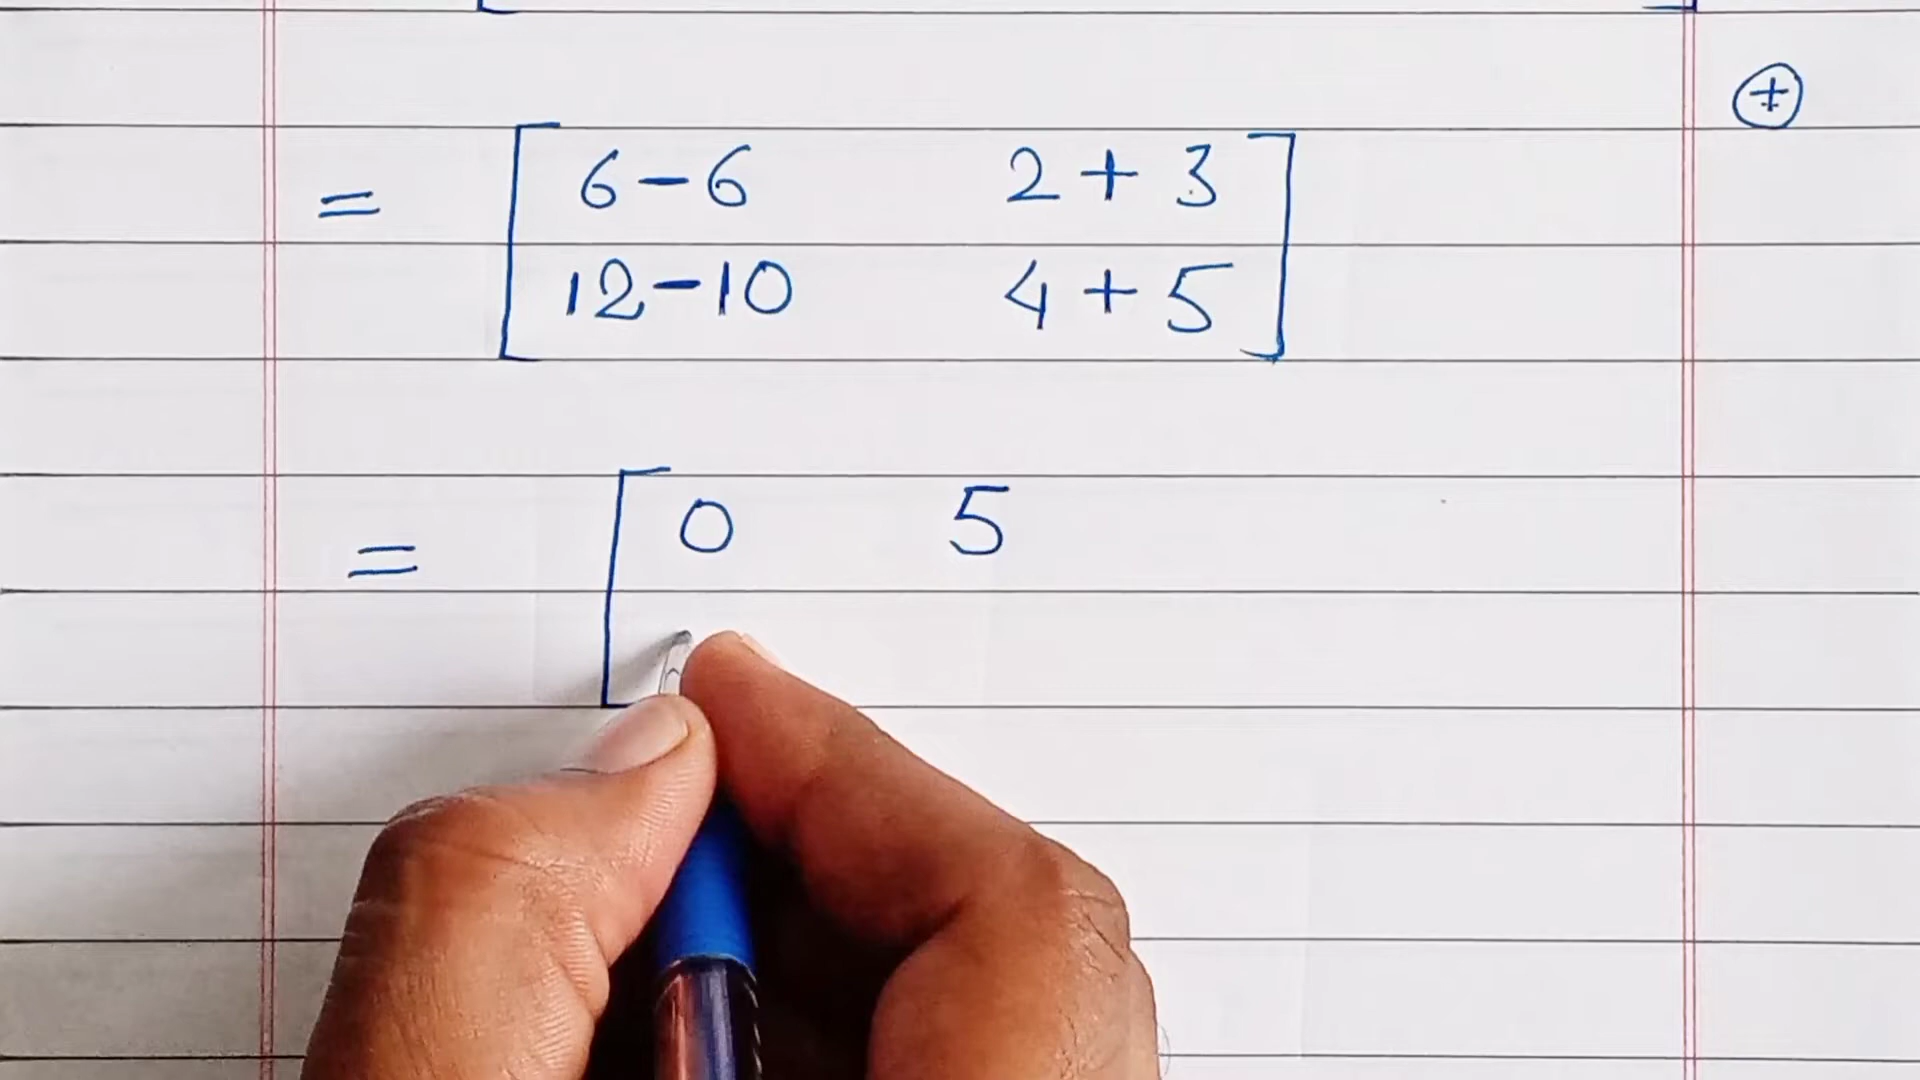 ⊕
= [ 6-6 2+3
12-10 4+5 ]
= [ 0 5